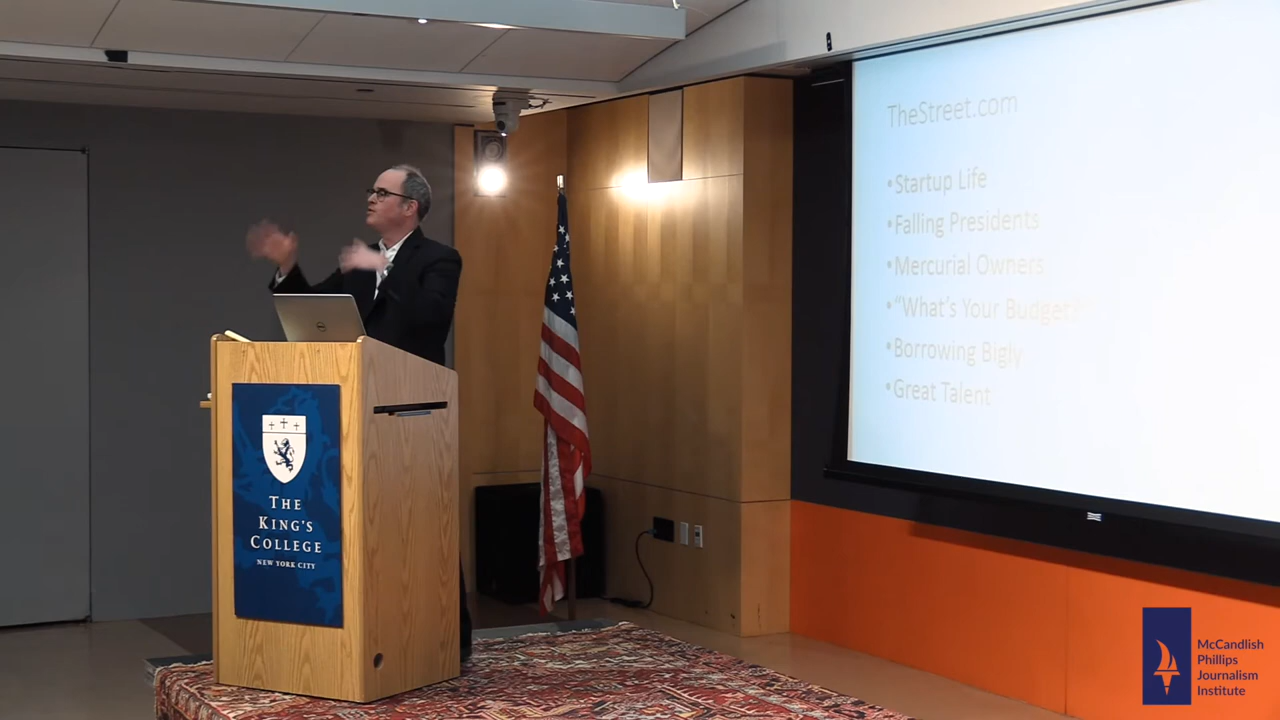 TheStreet.com
•Startup Life
•Falling Presidents
•Mercurial Owners
•"What's Your Budget?"
•Borrowing Bigly
•Great Talent
THE
KING'S
COLLEGE
NEW YORK CITY
McCandlish
Phillips
Journalism
Institute